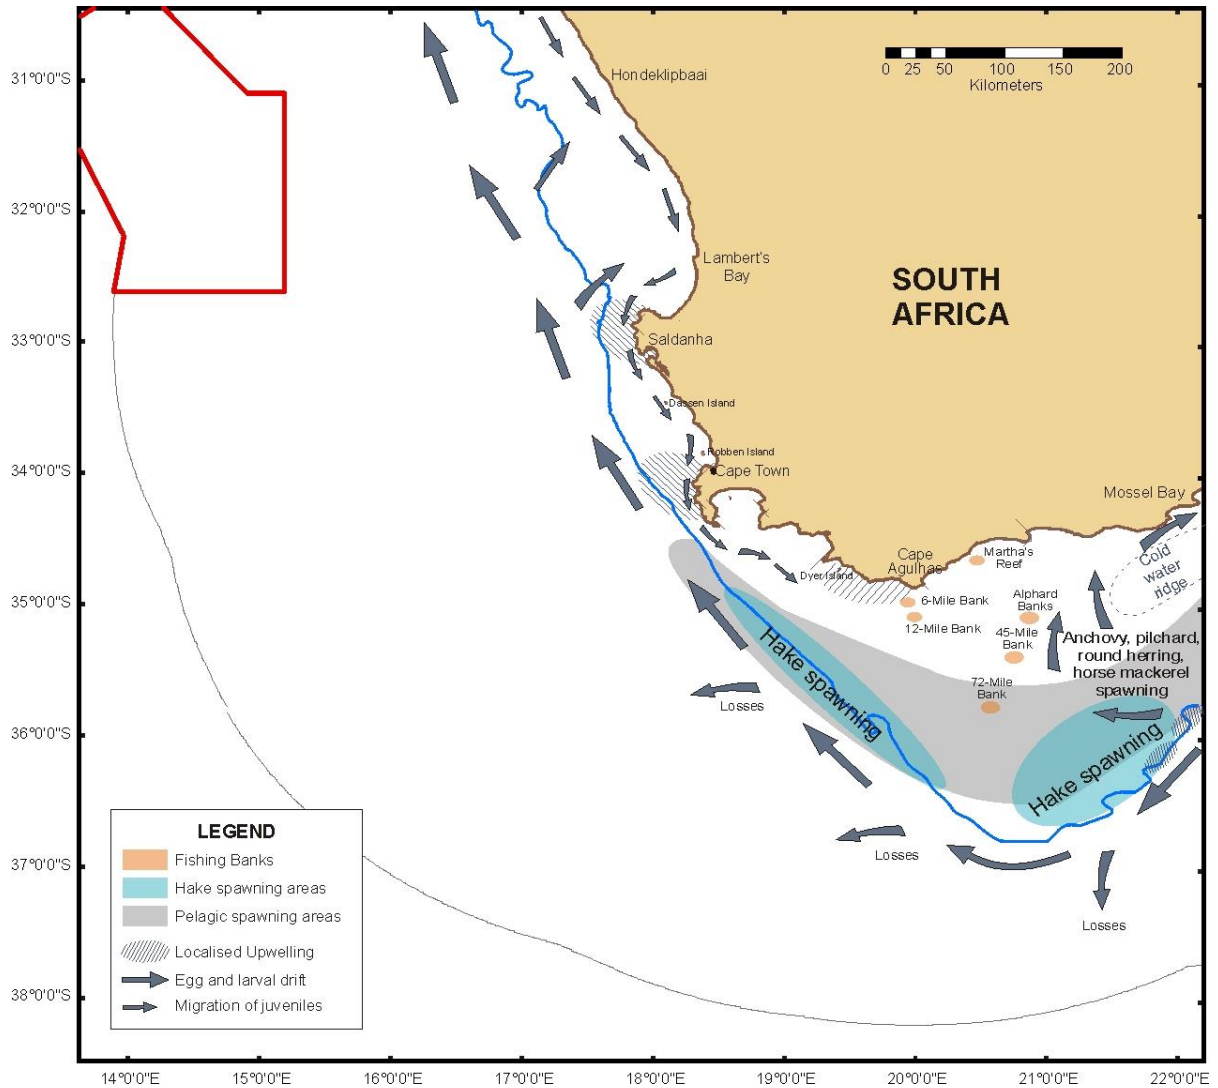 31°0'0"S
32°0'0"S
33°0'0"S
34°0'0"S
35°0'0"S
36°0'0"S
37°0'0"S
38°0'0"S
0 25 50 100 150 200
Kilometers
Hondeklipbaai
Lambert's
Bay
SOUTH
AFRICA
Saldanha
Dassen Island
Robben Island
Cape Town
Mossel Bay
Cape
Agulhas
Martha's
Reef
Cold
water
ridge
Dyer Island
6-Mile Bank
Alphard
Banks
12-Mile Bank
45-Mile
Bank
Anchovy, pilchard,
round herring,
horse mackerel
spawning
72-Mile
Bank
Hake spawning
Hake spawning
Losses
Losses
Losses
LEGEND
Fishing Banks
Hake spawning areas
Pelagic spawning areas
Localised Upwelling
Egg and larval drift
Migration of juveniles
14°0'0"E 15°0'0"E 16°0'0"E 17°0'0"E 18°0'0"E 19°0'0"E 20°0'0"E 21°0'0"E 22°0'0"E